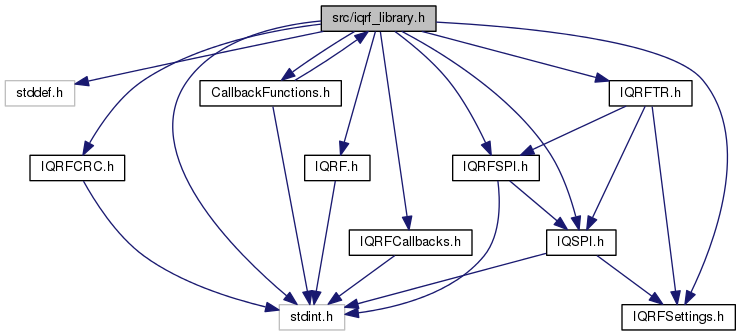 src/iqrf_library.h
stddef.h
CallbackFunctions.h
IQRFTR.h
IQRFCRC.h
IQRF.h
IQRFSPI.h
IQRFCallbacks.h
IQSPI.h
stdint.h
IQRFSettings.h